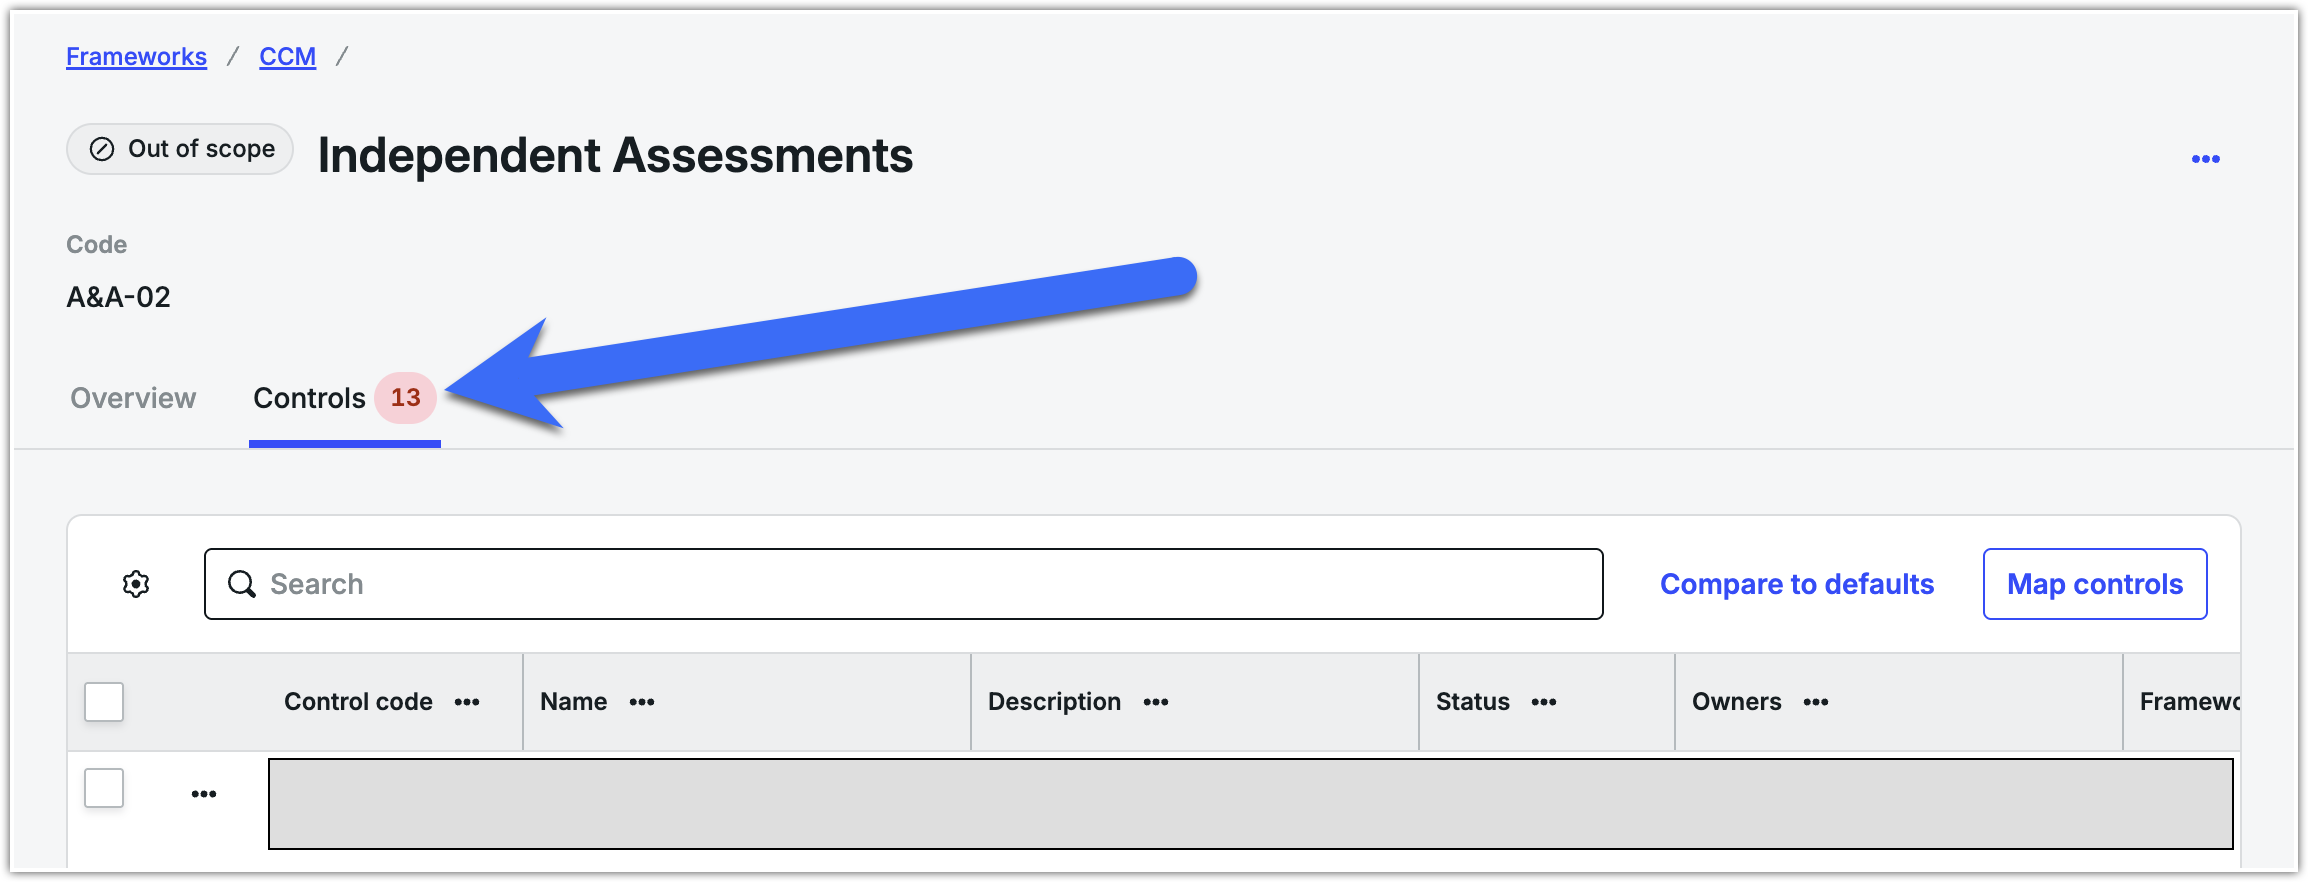 Frameworks / CCM /
Out of scope Independent Assessments
Code
A&A-02
Overview Controls 13
Search Compare to defaults Map controls
Control code Name Description Status Owners Framewo